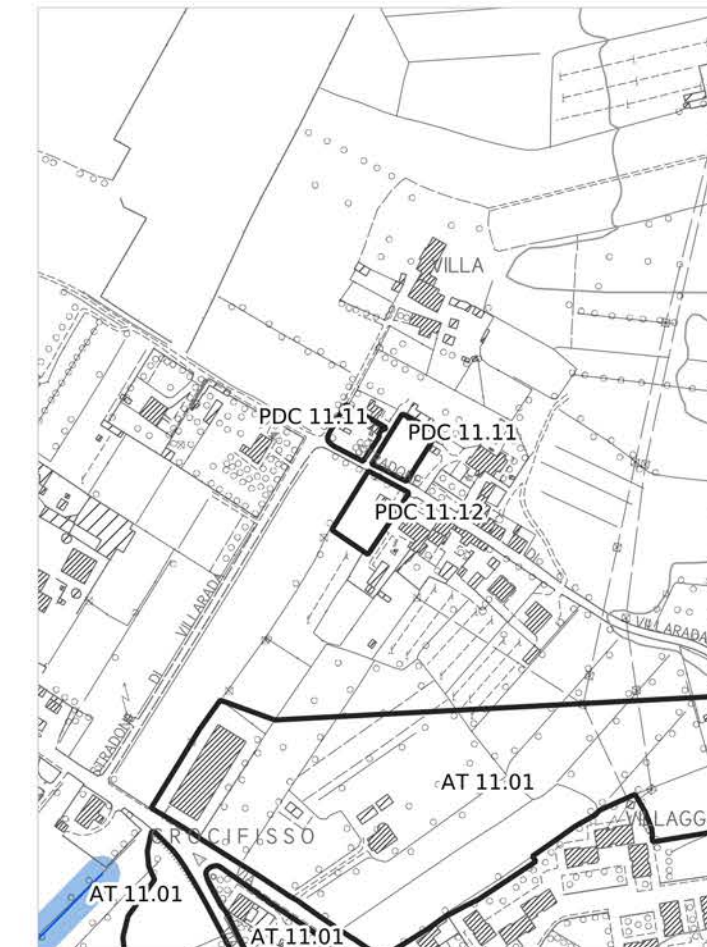 VILLA
PDC 11.11
PDC 11.11
PDC 11.12
VILLARADA
VILLARADA
STRADONE DI
AT 11.01
VILLAGG
CROCIFISSO
AT 11.01
AT 11.01